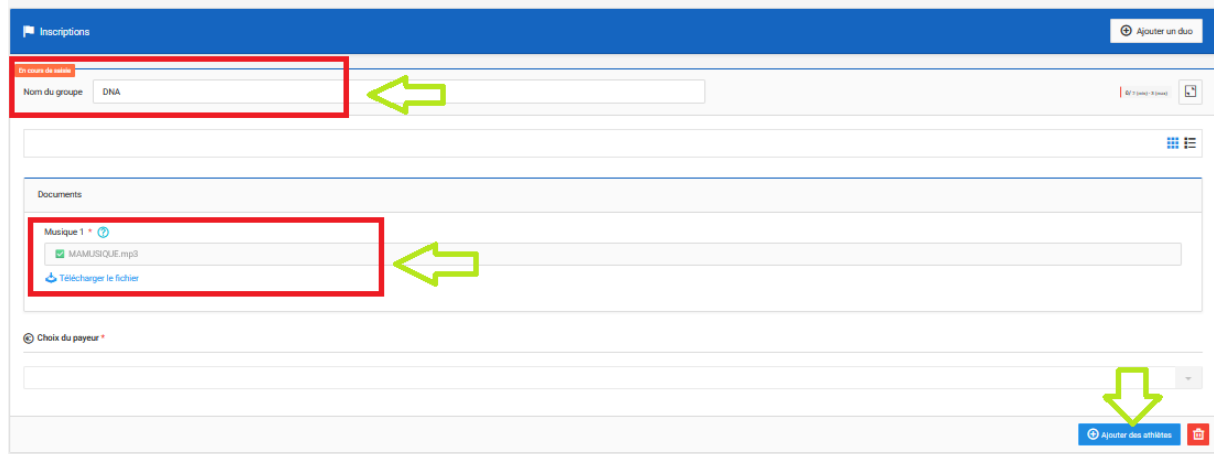 Inscriptions
Ajouter un duo
En cours de saisie
Nom du groupe DNA
Documents
Musique 1 *
MAMUSIQUE.mp3
Télécharger le fichier
Choix du payeur *
Ajouter des athlètes